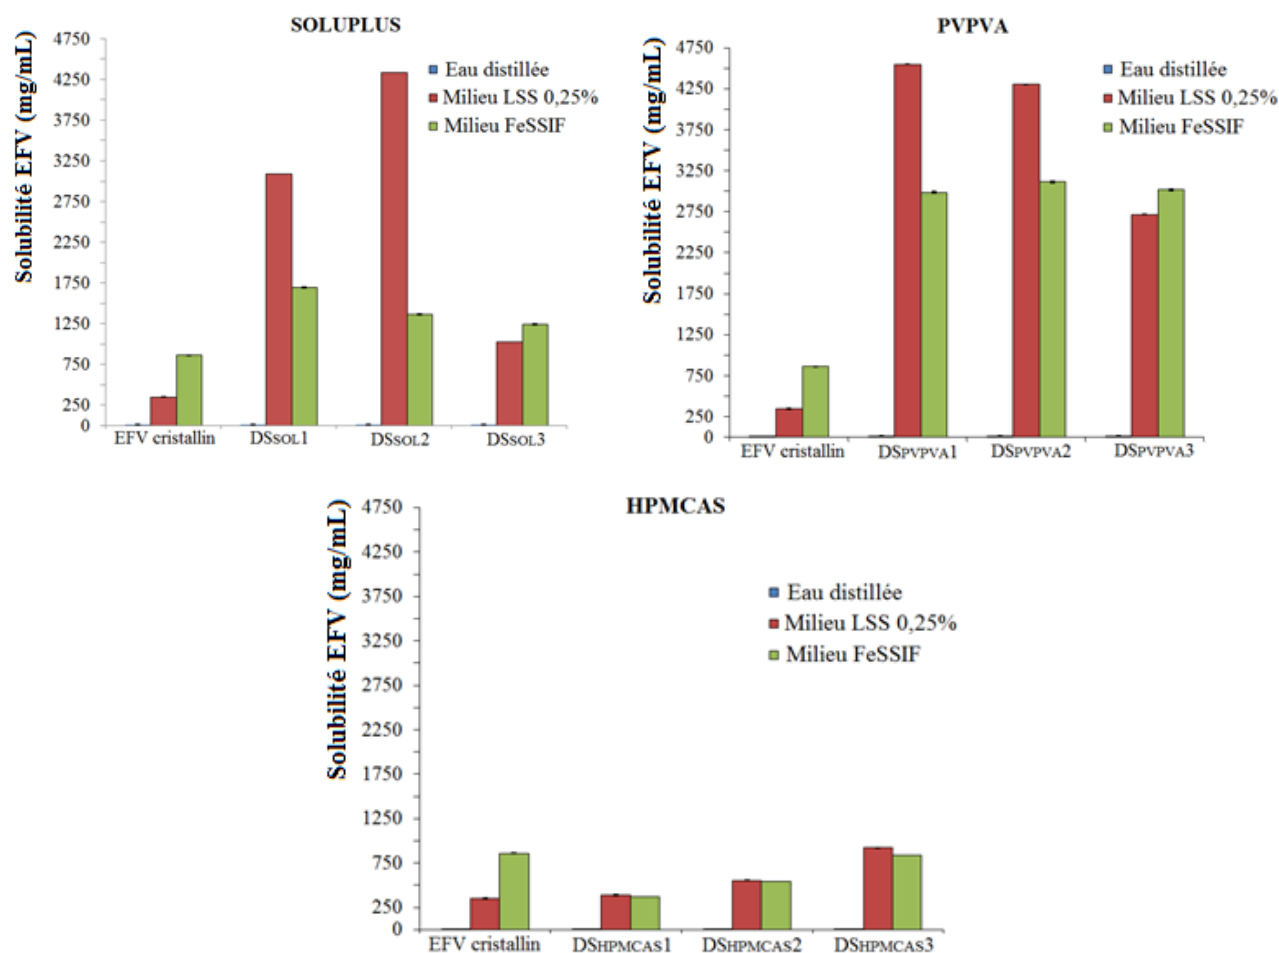 SOLUPLUS
Solubilité EFV (mg/mL)
4750
4250
3750
3250
2750
2250
1750
1250
750
250
0
Eau distillée
Milieu LSS 0,25%
Milieu FeSSIF
EFV cristallin
DSSOL1
DSSOL2
DSSOL3
PVPVA
Solubilité EFV (mg/mL)
4750
4250
3750
3250
2750
2250
1750
1250
750
250
0
Eau distillée
Milieu LSS 0,25%
Milieu FeSSIF
EFV cristallin
DSPVPVA1
DSPVPVA2
DSPVPVA3
HPMCAS
Solubilité EFV (mg/mL)
4750
4250
3750
3250
2750
2250
1750
1250
750
250
0
Eau distillée
Milieu LSS 0,25%
Milieu FeSSIF
EFV cristallin
DSHPMCAS1
DSHPMCAS2
DSHPMCAS3